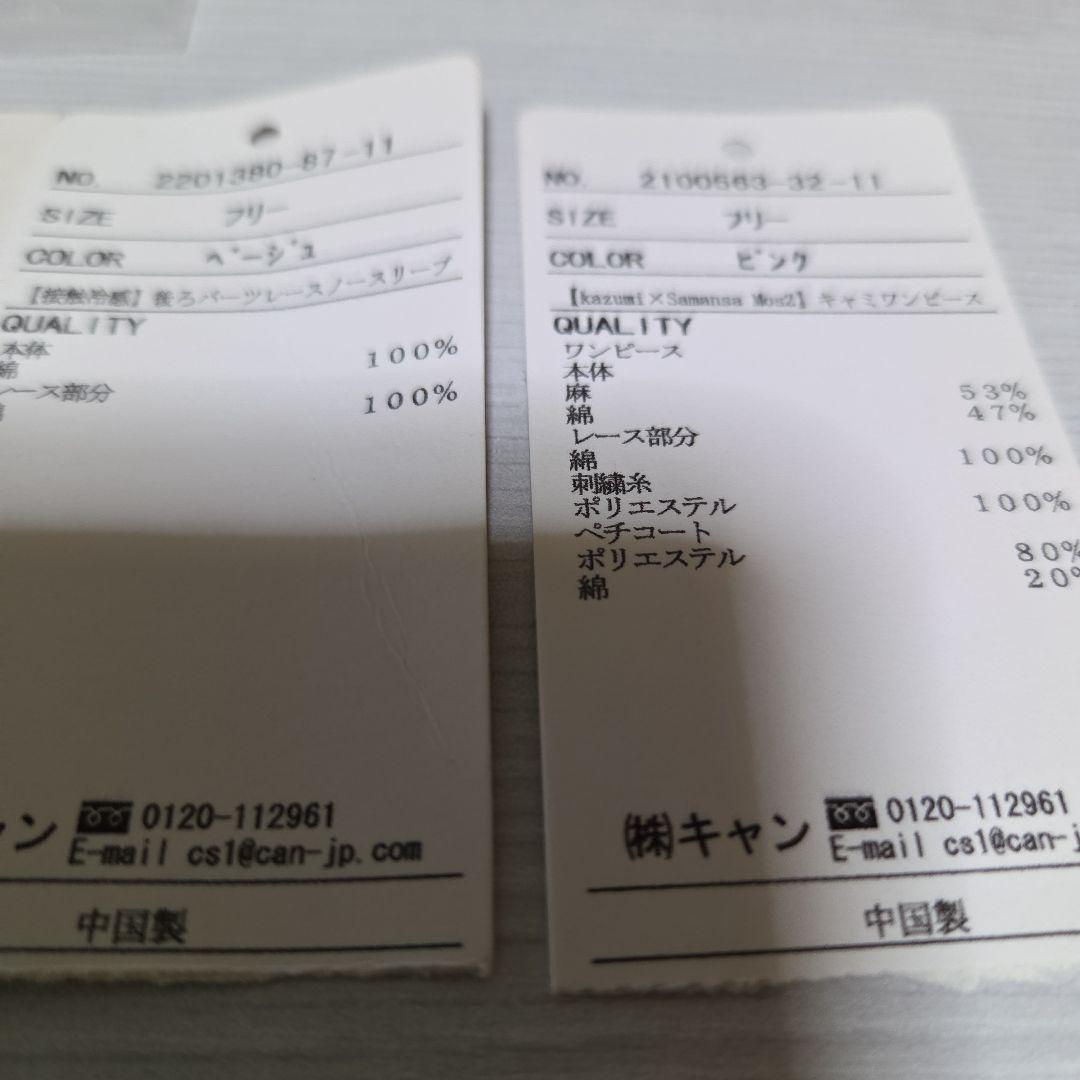 NO. 2201380-87-11
SIZE フリー
COLOR ベージュ
【接触冷感】後ろパーツレースノースリーブ
QUALITY
本体
綿 100%
レース部分
100%
ャン 0120-112961
E-mail cs1@can-jp.com
中国製
NO. 2100563-32-11
SIZE フリー
COLOR ピンク
【kazumi×Samansa Mos2】キャミワンピース
QUALITY
ワンピース
本体
麻 53%
綿 47%
レース部分
綿 100%
刺繍糸
ポリエステル 100%
ペチコート
ポリエステル 80%
綿 20%
㈱キャン 0120-112961
E-mail cs1@can-j
中国製